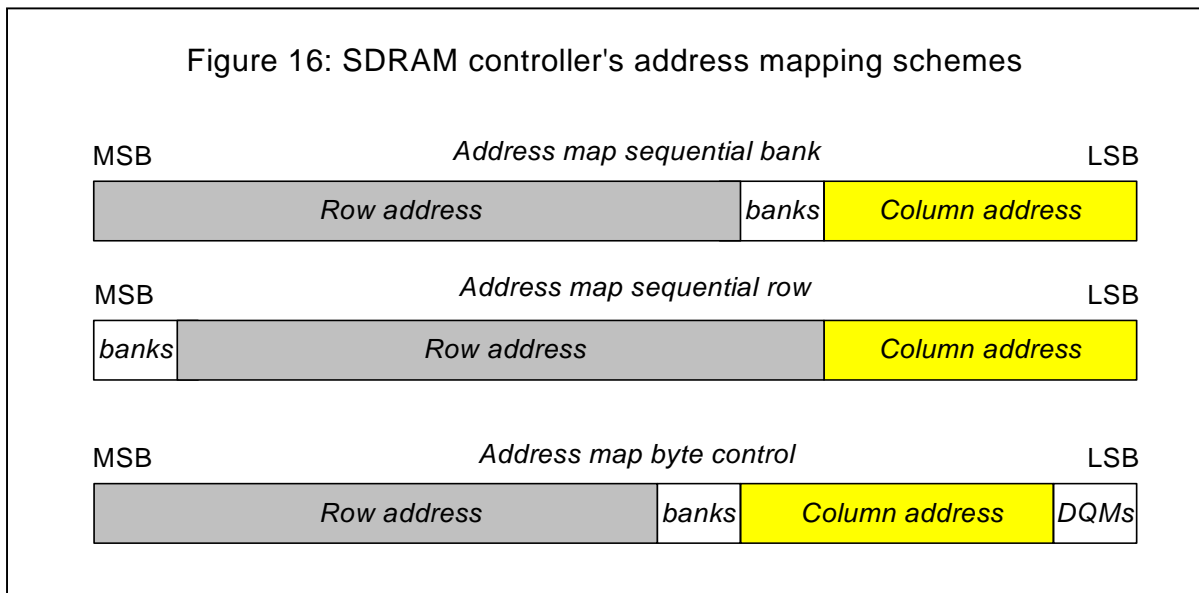 Figure 16: SDRAM controller's address mapping schemes
MSB Address map sequential bank LSB
Row address banks Column address
MSB Address map sequential row LSB
banks Row address Column address
MSB Address map byte control LSB
Row address banks Column address DQMs